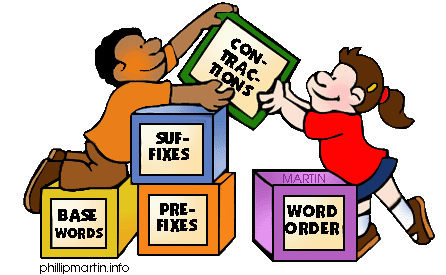 CON-
TRAC-
TIONS
SUF-
FIXES
MARTIN
BASE
WORDS
PRE-
FIXES
WORD
ORDER
phillipmartin.info